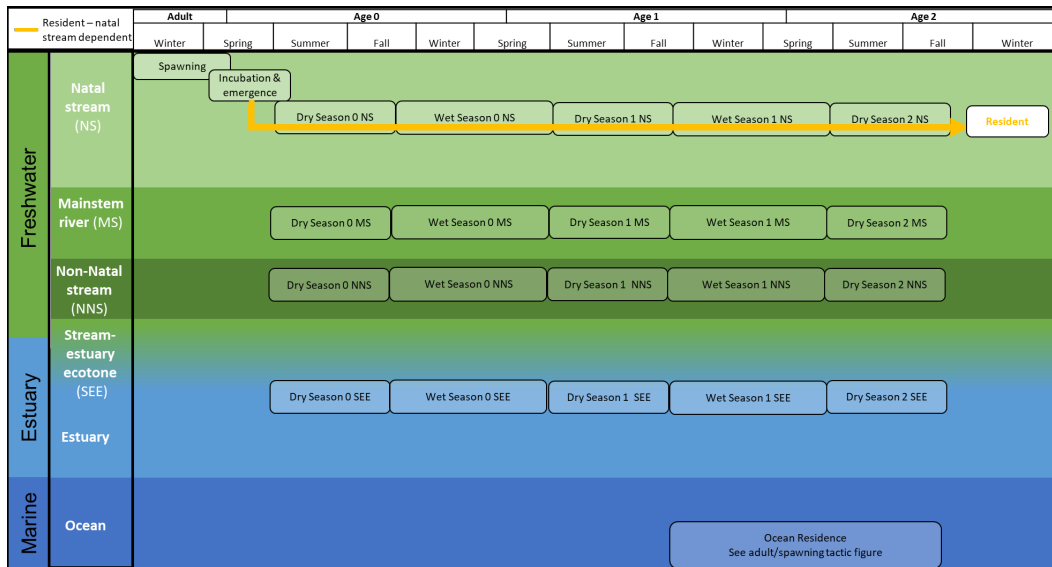 Resident – natal
stream dependent
Adult
Age 0
Age 1
Age 2
Winter
Spring
Summer
Fall
Winter
Spring
Summer
Fall
Winter
Spring
Summer
Fall
Winter
Freshwater
Natal
stream
(NS)
Spawning
Incubation &
emergence
Dry Season 0 NS
Wet Season 0 NS
Dry Season 1 NS
Wet Season 1 NS
Dry Season 2 NS
Resident
Mainstem
river (MS)
Dry Season 0 MS
Wet Season 0 MS
Dry Season 1 MS
Wet Season 1 MS
Dry Season 2 MS
Non-Natal
stream
(NNS)
Dry Season 0 NNS
Wet Season 0 NNS
Dry Season 1 NNS
Wet Season 1 NNS
Dry Season 2 NNS
Estuary
Stream-
estuary
ecotone
(SEE)
Dry Season 0 SEE
Wet Season 0 SEE
Dry Season 1 SEE
Wet Season 1 SEE
Dry Season 2 SEE
Estuary
Marine
Ocean
Ocean Residence
See adult/spawning tactic figure